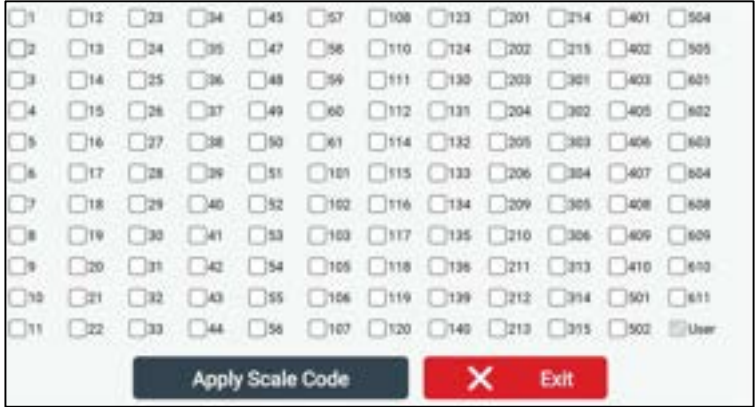 1 12 23 34 45 57 108 123 201 214 401 504
2 13 24 35 47 58 110 124 202 215 402 505
3 14 25 36 48 59 111 130 203 301 403 601
4 15 26 37 49 60 112 131 204 302 405 602
5 16 27 38 50 61 114 132 205 303 406 603
6 17 28 39 51 101 115 133 206 304 407 604
7 18 29 40 52 102 116 134 209 305 408 608
8 19 30 41 53 103 117 135 210 306 409 609
9 20 31 42 54 105 118 136 211 313 410 610
10 21 32 43 55 106 119 139 212 314 501 611
11 22 33 44 56 107 120 140 213 315 502 User
Apply Scale Code Exit